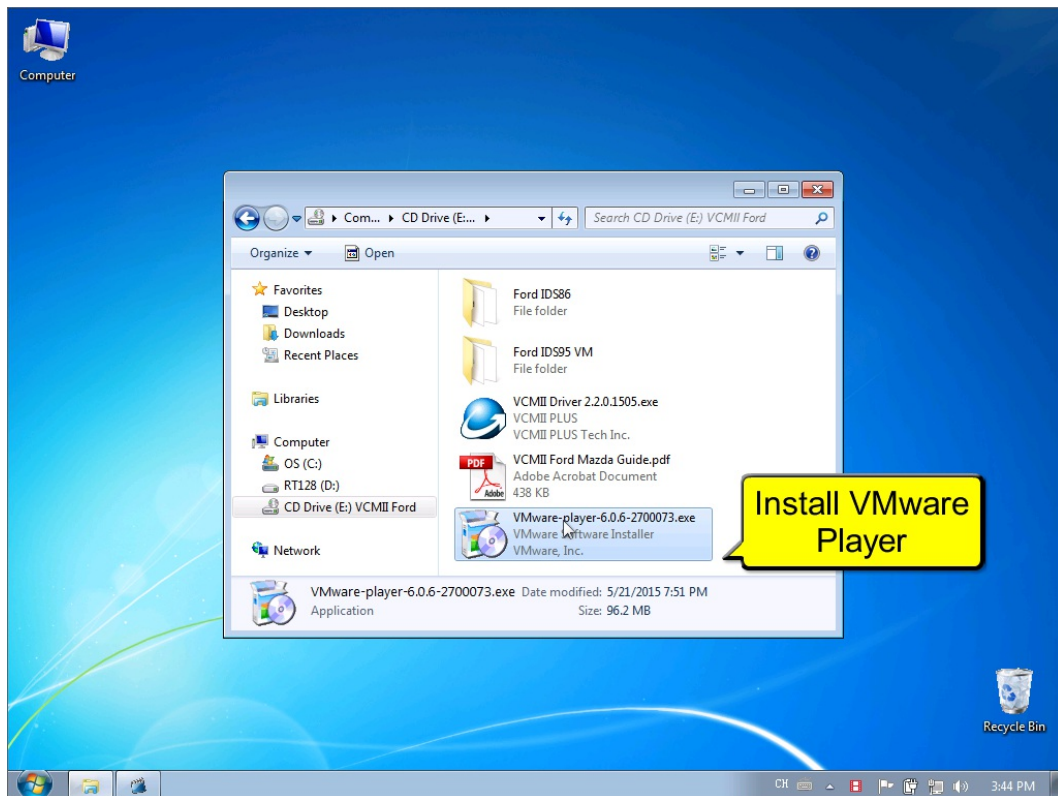 Computer
Com... ▸ CD Drive (E:... ▸
Search CD Drive (E:) VCMII Ford
Organize
Open
Favorites
Desktop
Downloads
Recent Places
Libraries
Computer
OS (C:)
RT128 (D:)
CD Drive (E:) VCMII Ford
Network
Ford IDS86
File folder
Ford IDS95 VM
File folder
VCMII Driver 2.2.0.1505.exe
VCMII PLUS
VCMII PLUS Tech Inc.
PDF
Adobe
VCMII Ford Mazda Guide.pdf
Adobe Acrobat Document
438 KB
VMware-player-6.0.6-2700073.exe
VMware Software Installer
VMware, Inc.
Install VMware
Player
VMware-player-6.0.6-2700073.exe Date modified: 5/21/2015 7:51 PM
Application Size: 96.2 MB
Recycle Bin
CH
3:44 PM